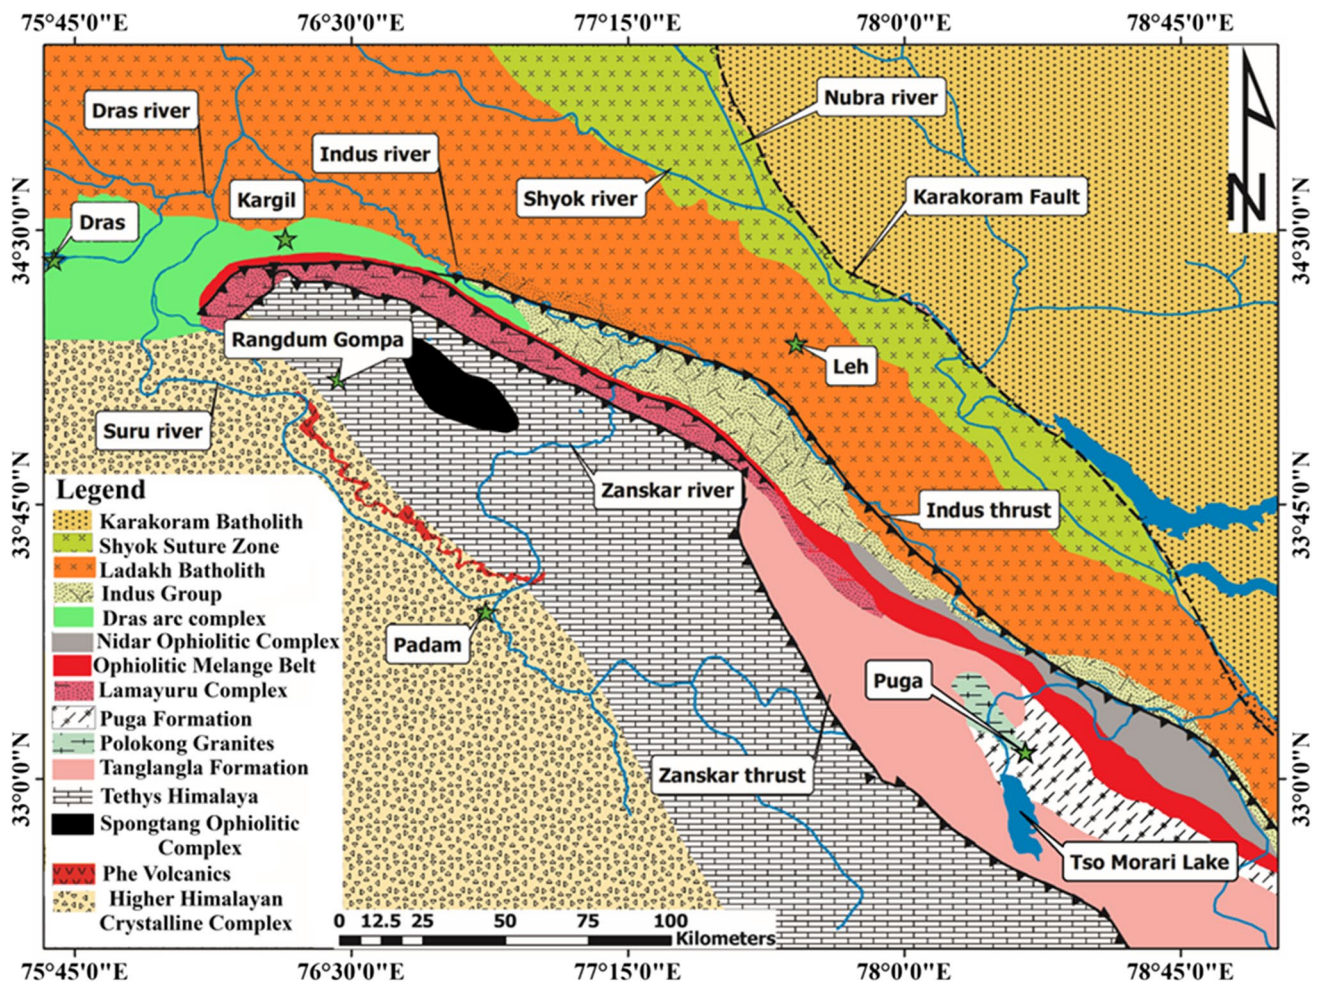 75°45'0"E 76°30'0"E 77°15'0"E 78°0'0"E 78°45'0"E
Nubra river
Dras river
Indus river
Shyok river
Karakoram Fault
Kargil
Dras
N
34°30'0"N
34°30'0"N
Rangdum Gompa
Leh
Suru river
Zanskar river
Indus thrust
33°45'0"N
33°45'0"N
Legend
Karakoram Batholith
Shyok Suture Zone
Ladakh Batholith
Indus Group
Dras arc complex
Nidar Ophiolitic Complex
Ophiolitic Melange Belt
Lamayuru Complex
Puga Formation
Polokong Granites
Tanglangla Formation
Tethys Himalaya
Spongtang Ophiolitic
Complex
Phe Volcanics
Higher Himalayan
Crystalline Complex
Padam
Puga
Zanskar thrust
33°0'0"N
33°0'0"N
Tso Morari Lake
0 12.5 25 50 75 100
Kilometers
75°45'0"E 76°30'0"E 77°15'0"E 78°0'0"E 78°45'0"E